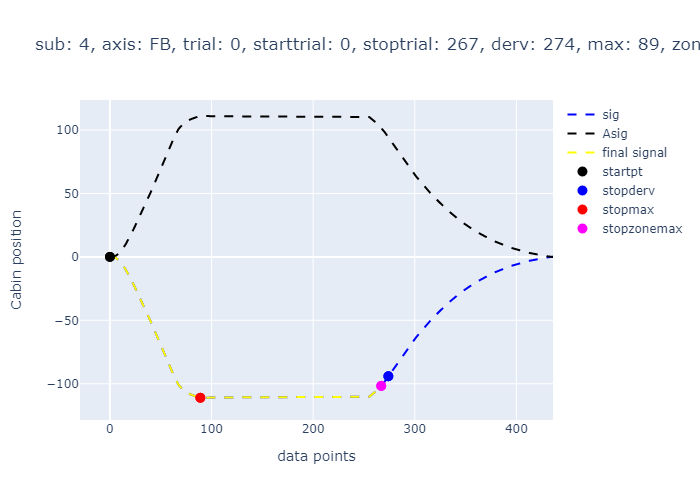 sub: 4, axis: FB, trial: 0, starttrial: 0, stoptrial: 267, derv: 274, max: 89, zon
sig
Asig
final signal
startpt
stopderv
stopmax
stopzonemax
100
50
0
−50
−100
Cabin position
0
100
200
300
400
data points